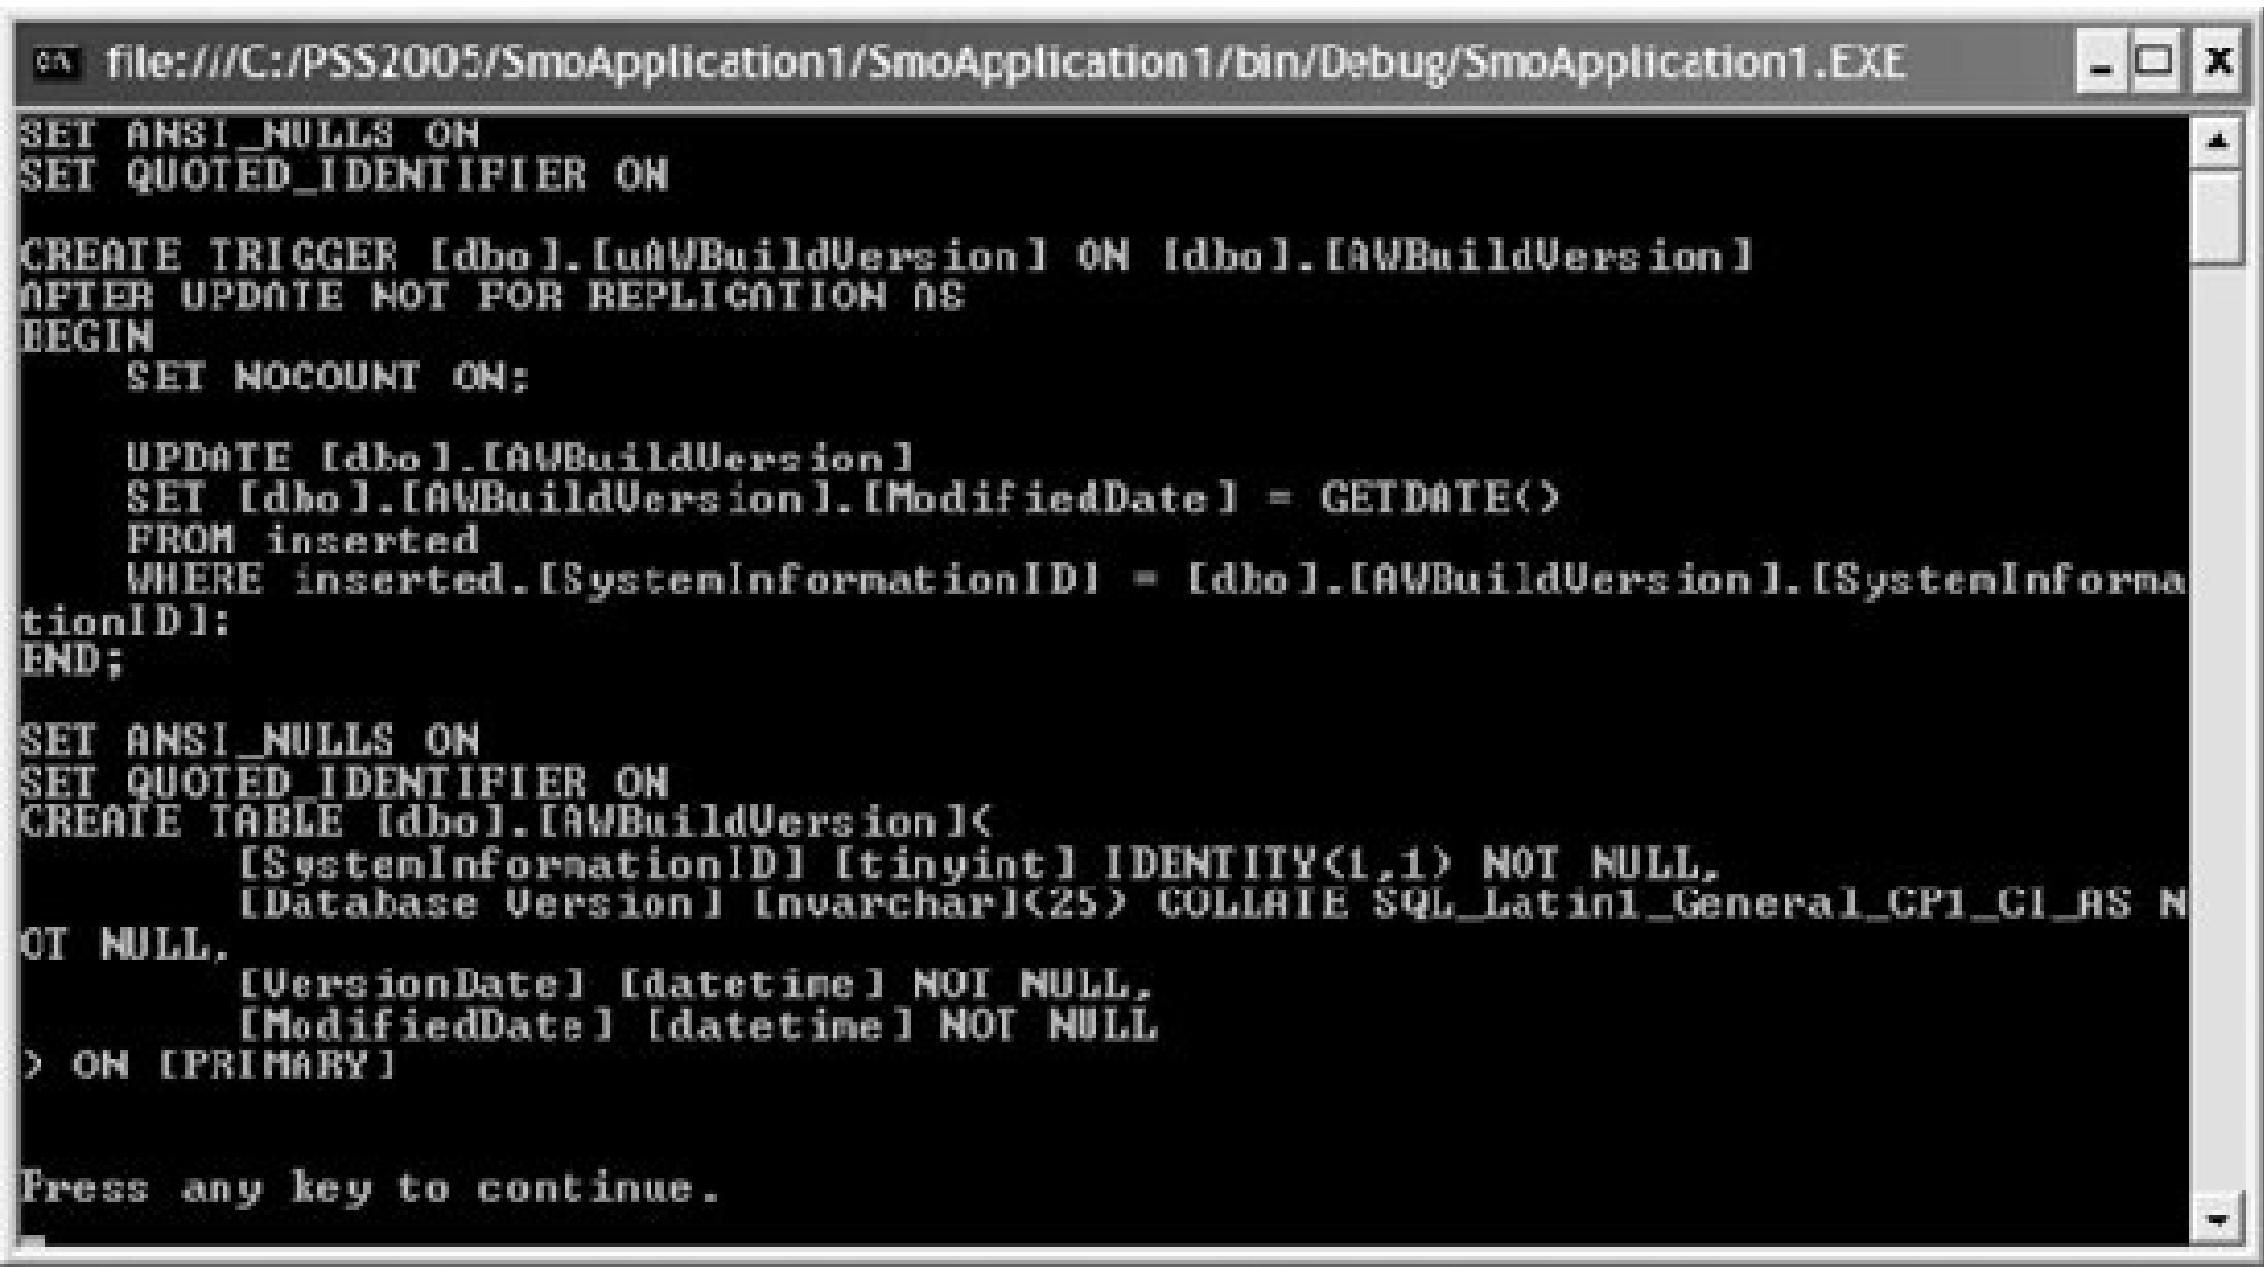 file:///C:/PSS2005/SmoApplication1/SmoApplication1/bin/Debug/SmoApplication1.EXE
SET ANSI_NULLS ON
SET QUOTED_IDENTIFIER ON
CREATE TRIGGER [dbo].[uAWBuildVersion] ON [dbo].[AWBuildVersion]
AFTER UPDATE NOT FOR REPLICATION AS
BEGIN
SET NOCOUNT ON;
UPDATE [dbo].[AWBuildVersion]
SET [dbo].[AWBuildVersion].[ModifiedDate] = GETDATE()
FROM inserted
WHERE inserted.[SystemInformationID] = [dbo].[AWBuildVersion].[SystemInforma
tionID];
END;
SET ANSI_NULLS ON
SET QUOTED_IDENTIFIER ON
CREATE TABLE [dbo].[AWBuildVersion](
[SystemInformationID] [tinyint] IDENTITY(1,1) NOT NULL,
[Database Version] [nvarchar](25) COLLATE SQL_Latin1_General_CP1_CI_AS N
OT NULL,
[VersionDate] [datetime] NOT NULL,
[ModifiedDate] [datetime] NOT NULL
) ON [PRIMARY]
Press any key to continue.